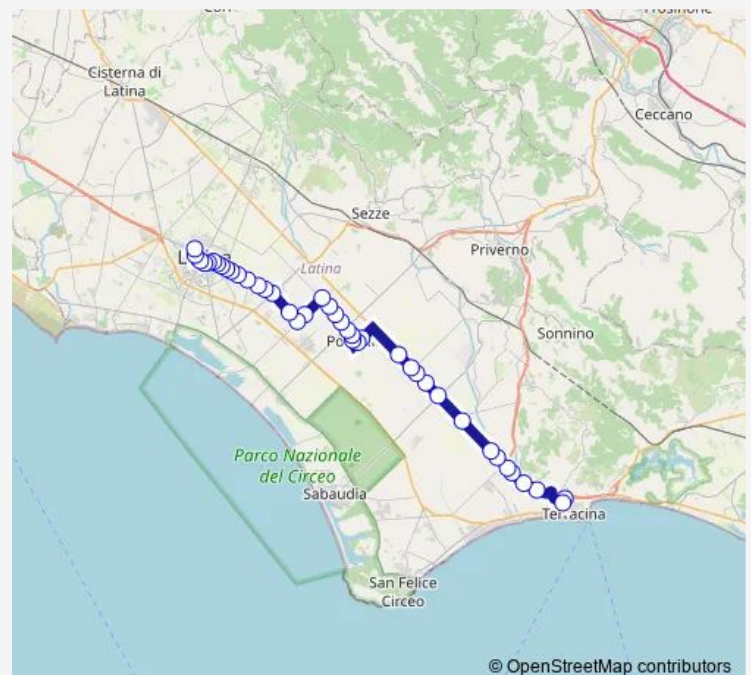 Cisterna di
Latina
Ceccano
Sezze
Latina
Priverno
Sonnino
Parco Nazionale
del Circeo
Sabaudia
Terracina
San Felice
Circeo
© OpenStreetMap contributors